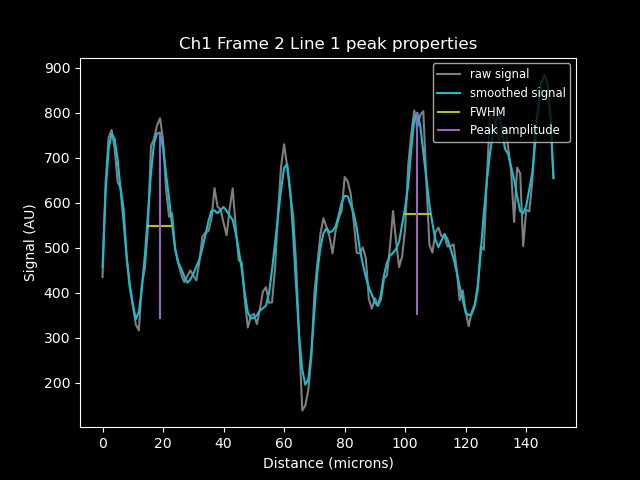 Ch1 Frame 2 Line 1 peak properties
900
800
700
600
500
400
300
200
Signal (AU)
raw signal
smoothed signal
FWHM
Peak amplitude
0 20 40 60 80 100 120 140
Distance (microns)